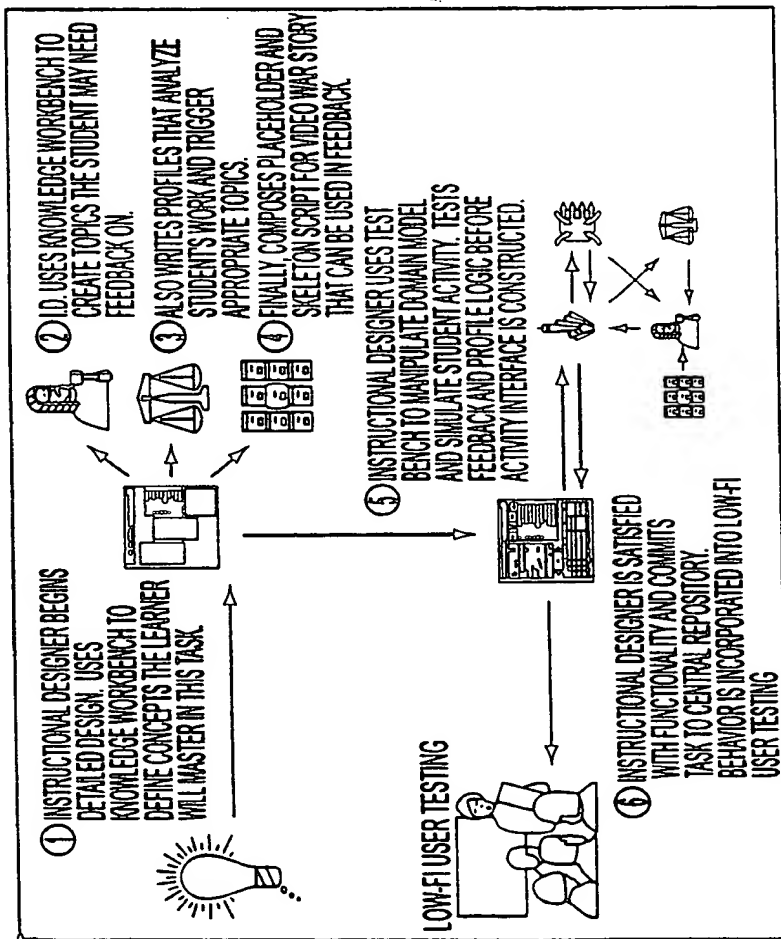 ① INSTRUCTIONAL DESIGNER BEGINS
DETAILED DESIGN. USES
KNOWLEDGE WORKBENCH TO
DEFINE CONCEPTS THE LEARNER
WILL MASTER IN THIS TASK.
② I.D. USES KNOWLEDGE WORKBENCH TO
CREATE TOPICS THE STUDENT MAY NEED
FEEDBACK ON.
③ ALSO WRITES PROFILES THAT ANALYZE
STUDENT'S WORK AND TRIGGER
APPROPRIATE TOPICS.
④ FINALLY, COMPOSES PLACEHOLDER AND
SKELETON SCRIPT FOR VIDEO WAR STORY
THAT CAN BE USED IN FEEDBACK.
⑤ INSTRUCTIONAL DESIGNER USES TEST
BENCH TO MANIPULATE DOMAIN MODEL
AND SIMULATE STUDENT ACTIVITY. TESTS
FEEDBACK AND PROFILE LOGIC BEFORE
ACTIVITY INTERFACE IS CONSTRUCTED.
LOW-FI USER TESTING
⑥ INSTRUCTIONAL DESIGNER IS SATISFIED
WITH FUNCTIONALITY AND COMMITS
TASK TO CENTRAL REPOSITORY.
BEHAVIOR IS INCORPORATED INTO LOW-FI
USER TESTING